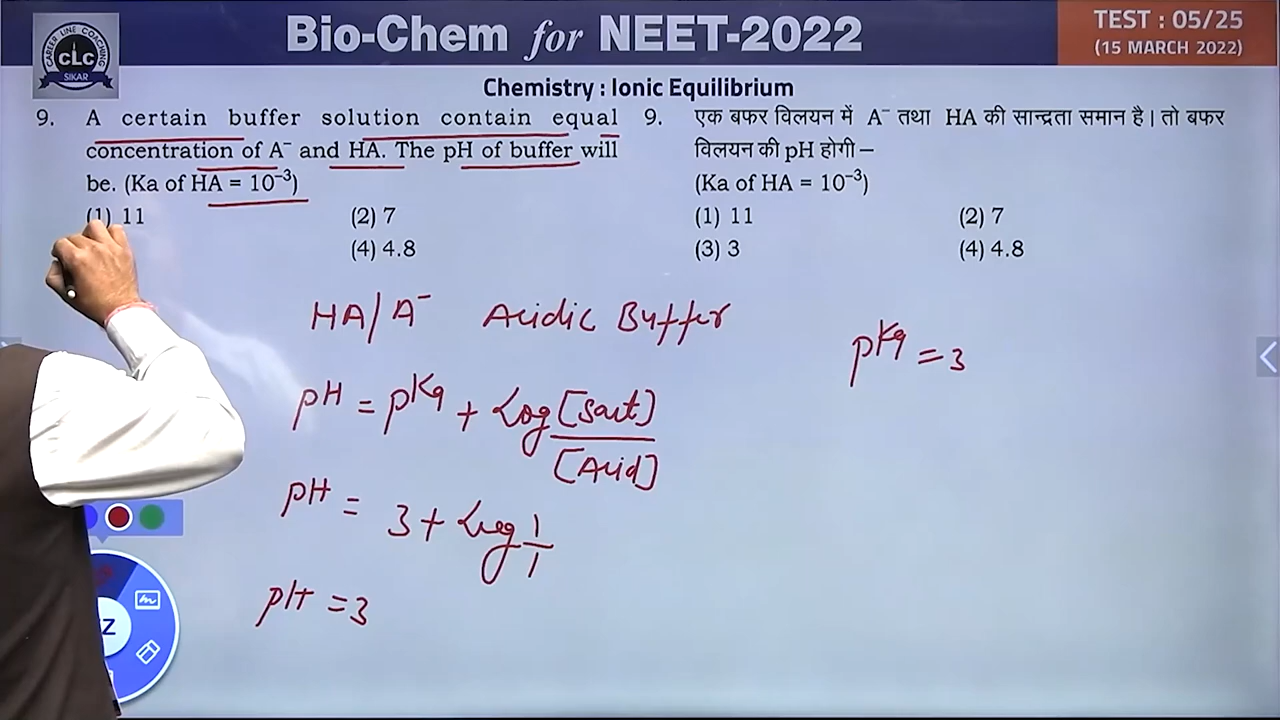 Bio-Chem for NEET-2022
TEST : 05/25
(15 MARCH 2022)
CAREER LINE COACHING
CLC
SIKAR
Chemistry : Ionic Equilibrium
9. A certain buffer solution contain equal
concentration of A⁻ and HA. The pH of buffer will
be. (Ka of HA = 10⁻³)
(1) 11 (2) 7
(4) 4.8
9. एक बफर विलयन में A⁻ तथा HA की सान्द्रता समान है। तो बफर
विलयन की pH होगी –
(Ka of HA = 10⁻³)
(1) 11 (2) 7
(3) 3 (4) 4.8
HA/A⁻ Acidic Buffer
pKa = 3
pH = pKa + Log [Salt]
[Acid]
pH = 3 + Log 1
1
pH = 3
Z